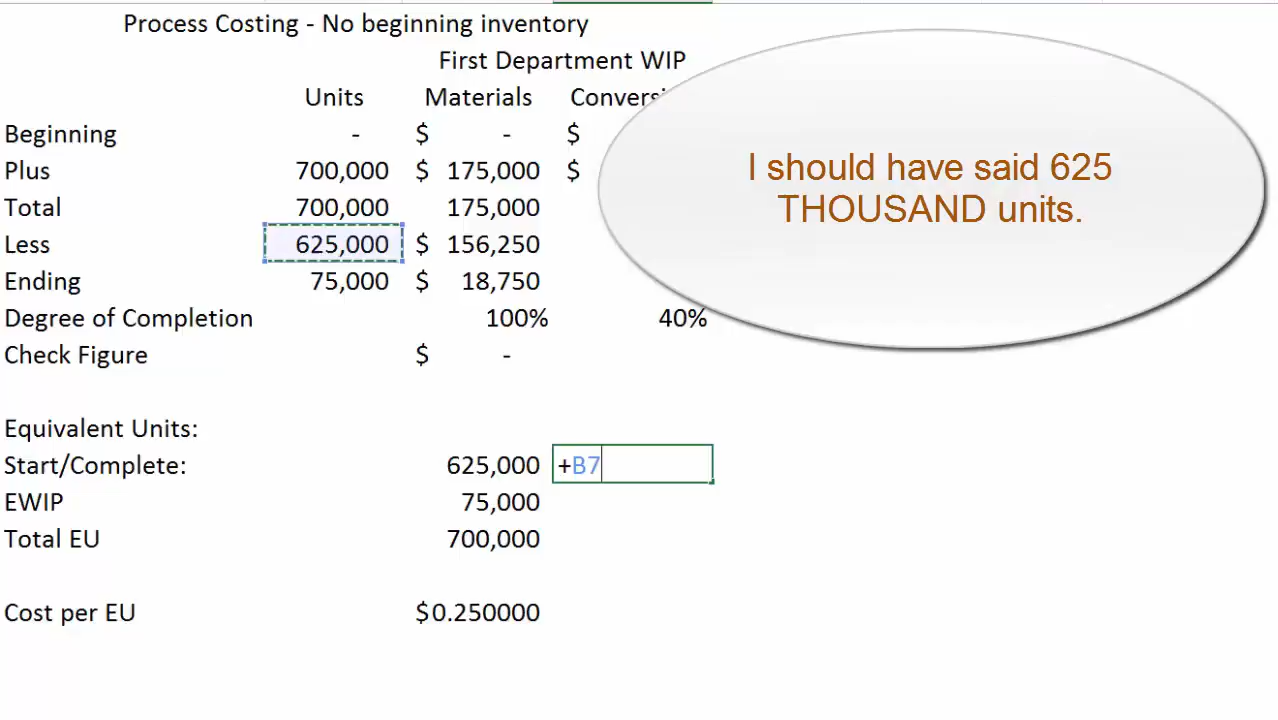 Process Costing - No beginning inventory
First Department WIP
Units Materials
Beginning - $ - $
Plus 700,000 $ 175,000 $
Total 700,000 175,000
Less 625,000 $ 156,250
Ending 75,000 $ 18,750
Degree of Completion 100% 40%
Check Figure $ -
I should have said 625
THOUSAND units.
Equivalent Units:
Start/Complete: 625,000 +B7
EWIP 75,000
Total EU 700,000
Cost per EU $0.250000